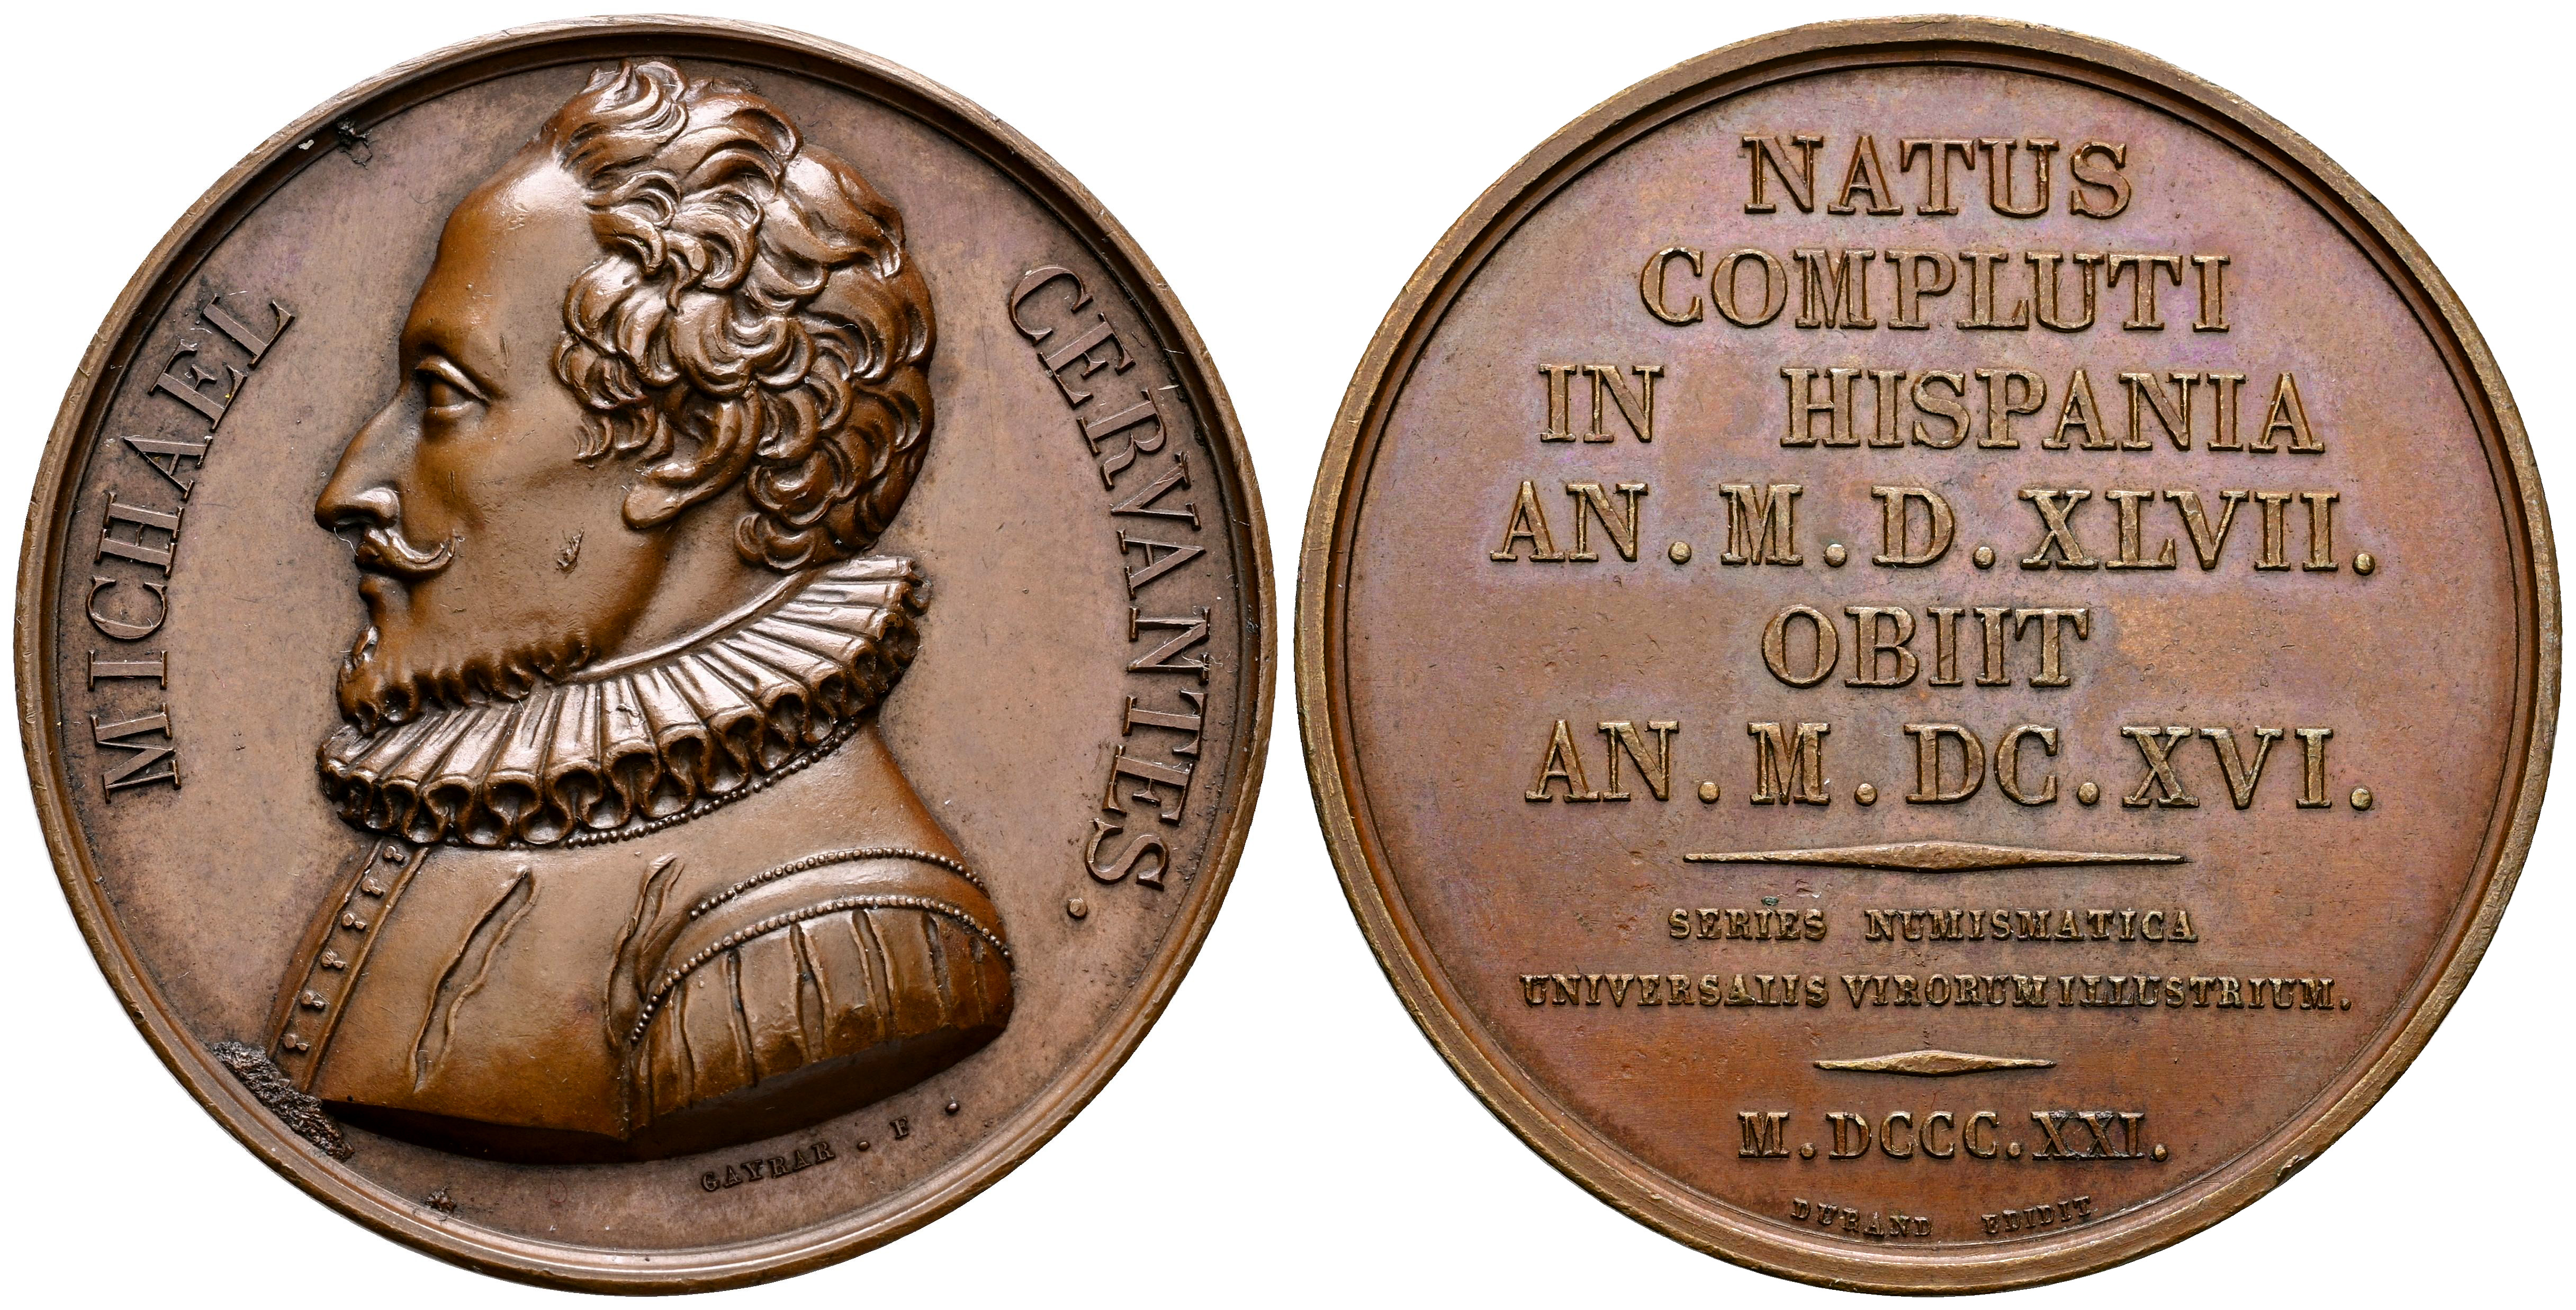 MICHAEL CERVANTES.
GAYRAR . F .
NATUS
COMPLUTI
IN HISPANIA
AN . M . D . XLVII .
OBIIT
AN . M . DC . XVI .
SERIES NUMISMATICA
UNIVERSALIS VIRORUM ILLUSTRIUM.
M . DCCC . XXI .
DURAND EDIDIT